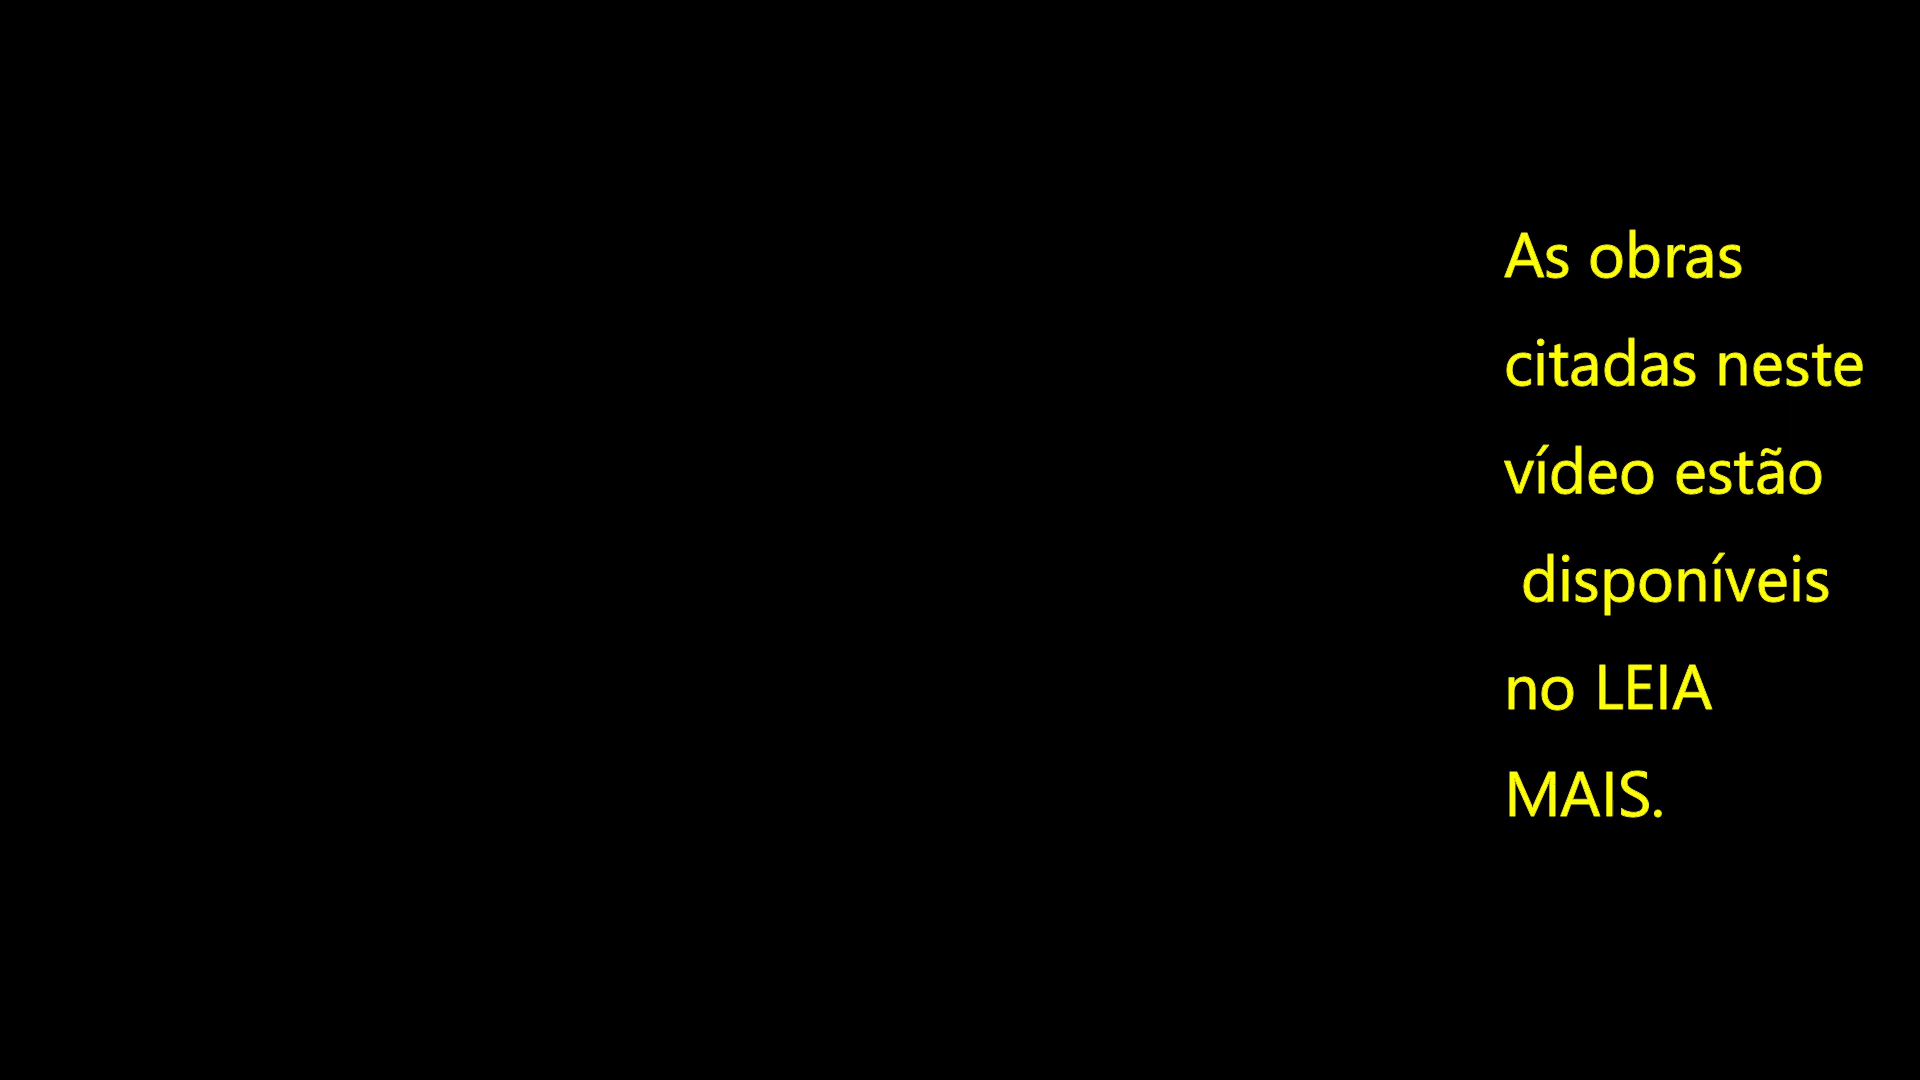 As obras
citadas neste
vídeo estão
disponíveis
no LEIA
MAIS.